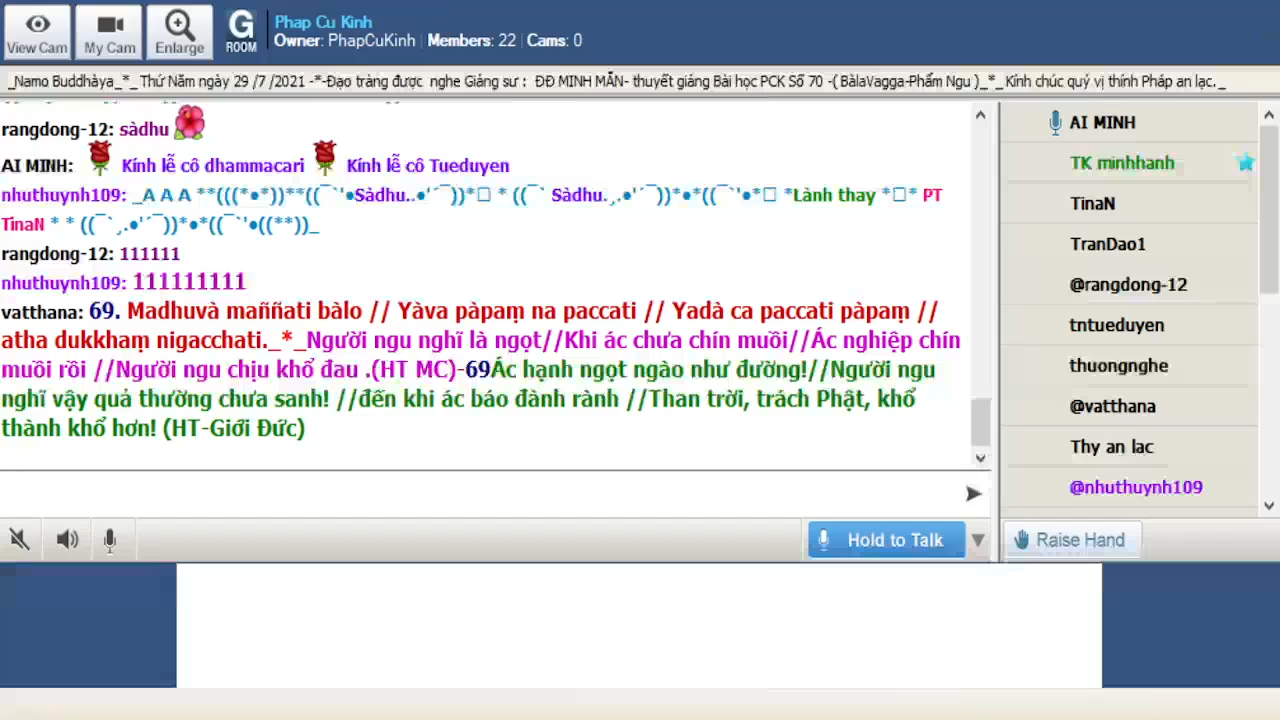 View Cam
My Cam
Enlarge
G
ROOM
Phap Cu Kinh
Owner: PhapCuKinh | Members: 22 | Cams: 0
_Namo Buddhàya_*_ Thứ Năm ngày 29 /7 /2021 -*-Đạo tràng được nghe Giảng sư : ĐĐ MINH MẪN- thuyết giảng Bài học PCK Số 70 -( BàlaVagga-Phẩm Ngu )_*_Kính chúc quý vị thính Pháp an lạc._
rangdong-12: sàdhu
AI MINH: Kính lễ cô dhammacari Kính lễ cô Tueduyen
nhuthuynh109: _A A A **(((*●*))**((¯`'●Sàdhu..●'´¯))*□ * ((¯` Sàdhu.¸.●'´¯))*●*((¯`'●*□ *Lành thay *□* PT
TinaN * * ((¯`¸.●'´¯))*●*((¯`'●((**))_
rangdong-12: 111111
nhuthuynh109: 111111111
vatthana: 69. Madhuvà maññati bàlo // Yàva pàpaṃ na paccati // Yadà ca paccati pàpaṃ //
atha dukkhaṃ nigacchati._*_Người ngu nghĩ là ngọt//Khi ác chưa chín muồi//Ác nghiệp chín
muồi rồi //Người ngu chịu khổ đau .(HT MC)-69Ác hạnh ngọt ngào như đường!//Người ngu
nghĩ vậy quả thường chưa sanh! //đến khi ác báo đành rành //Than trời, trách Phật, khổ
thành khổ hơn! (HT-Giới Đức)
AI MINH
TK minhhanh
TinaN
TranDao1
@rangdong-12
tntueduyen
thuongnghe
@vatthana
Thy an lac
@nhuthuynh109
Hold to Talk
Raise Hand